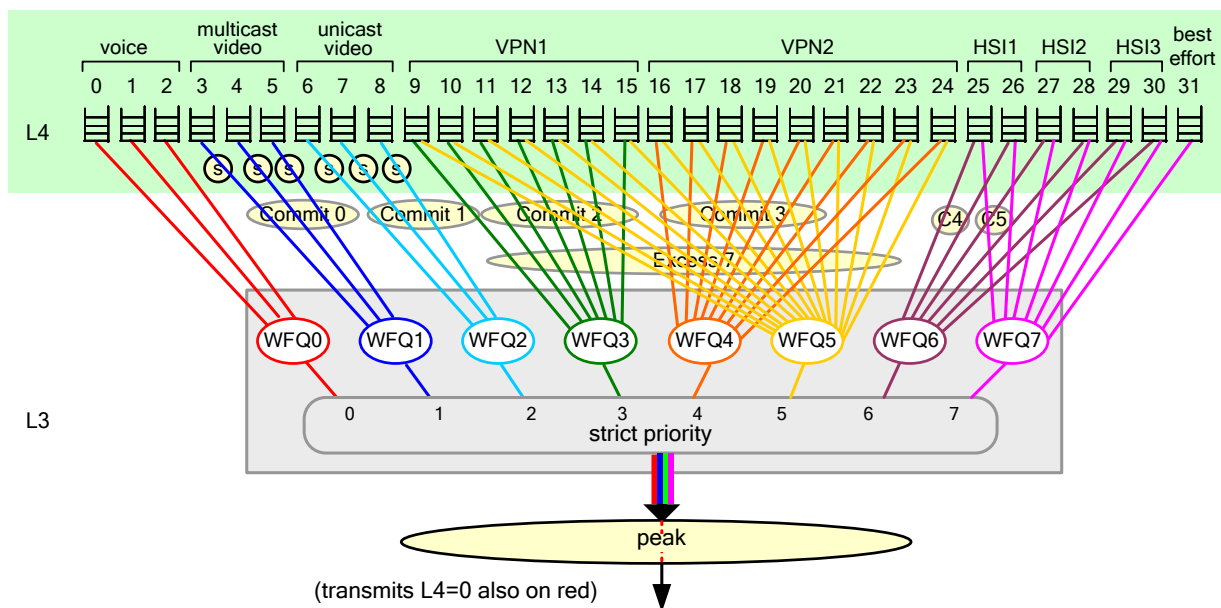 voice multicast video unicast video VPN1 VPN2 HSI1 HSI2 HSI3 best effort
0 1 2 3 4 5 6 7 8 9 10 11 12 13 14 15 16 17 18 19 20 21 22 23 24 25 26 27 28 29 30 31
L4
s s s s s s
Commit 0 Commit 1 Commit 2 Commit 3 C4 C5
Excess 7
WFQ0 WFQ1 WFQ2 WFQ3 WFQ4 WFQ5 WFQ6 WFQ7
L3
0 1 2 3 4 5 6 7
strict priority
peak
(transmits L4=0 also on red)